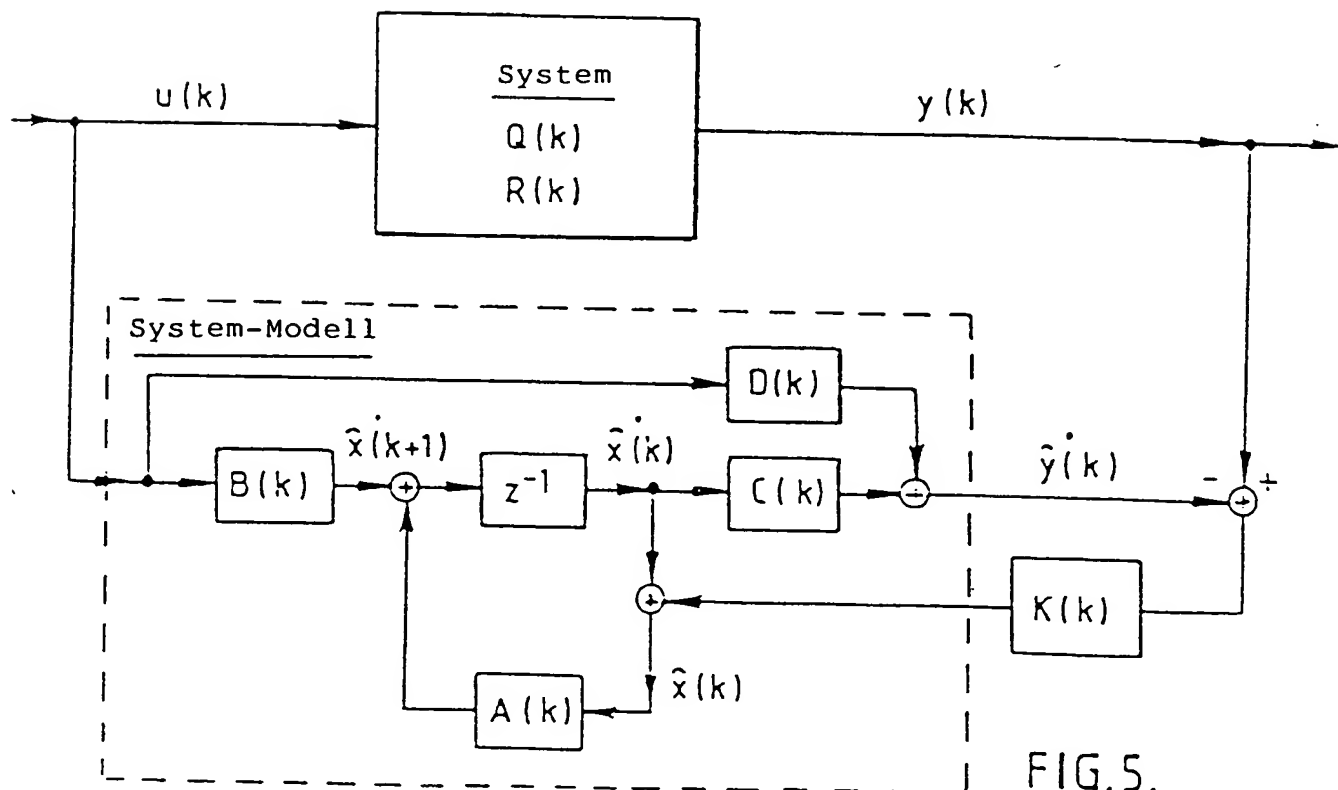 System
u(k)
y(k)
Q(k)
R(k)
System-Modell
D(k)
x̂̇(k+1)
x̂̇(k)
ŷ̇(k)
- +
B(k)
+
z⁻¹
C(k)
+
+
+
K(k)
A(k)
x̂(k)
FIG.5.